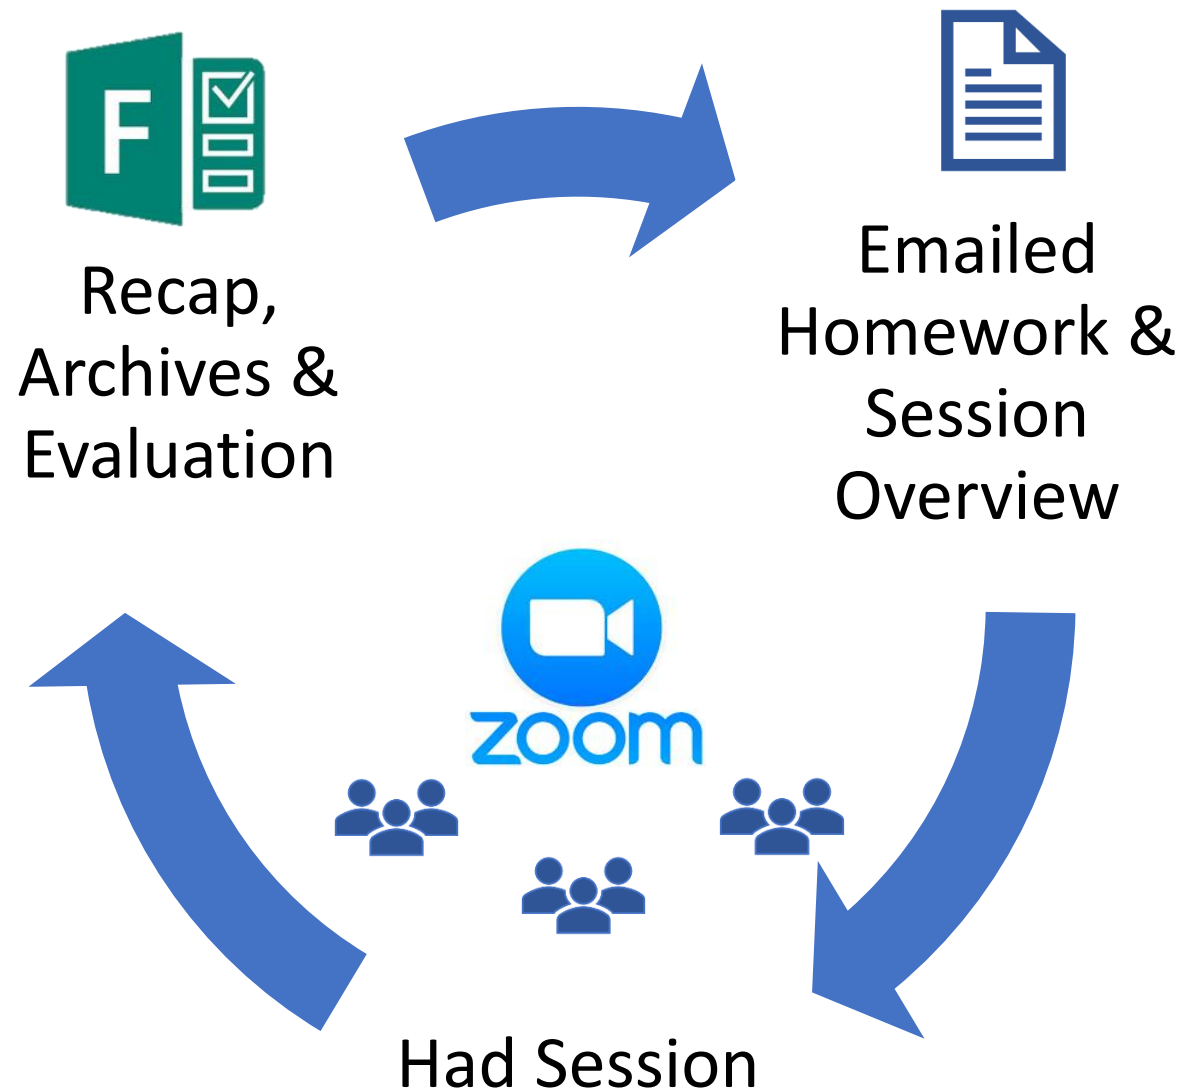 F
Recap,
Archives &
Evaluation
Emailed
Homework &
Session
Overview
zoom
Had Session